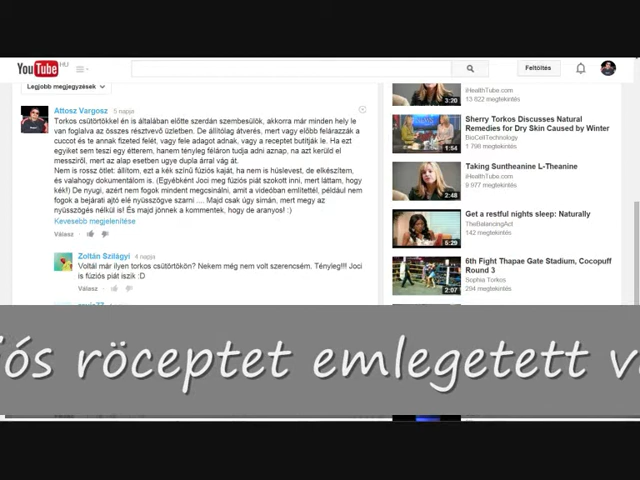 YouTube HU
Feltöltés
Legjobb megjegyzések
Attosz Vargosz 5 napja
Torkos csütörtökkel én is általában előtte szerdán szembesülök, akkorra már minden hely le
van foglalva az összes résztvevő üzletben. De állítólag átverés, mert vagy előbb felárazzák a
cuccot és te annak fizeted felét, vagy fele adagot adnak, vagy a receptet butítják le. Ha ezt
egyiket sem teszi egy étterem, hanem tényleg féláron tudja adni aznap, na azt kerüld el
messziről, mert az alap esetben ugye dupla árral vág át.
Nem is rossz ötlet: állítom, ezt a kék színű fúziós kaját, ha nem is húslevest, de elkészítem,
és valahogy dokumentálom is. (Egyébként Joci meg fúziós piát szokott inni, mert láttam, hogy
kék!) De nyugi, azért nem fogok mindent megcsinálni, amit a videóban említettél, például nem
fogok a bejárati ajtó elé nyüsszögve szarni .... Majd csak úgy simán, mert megy az
nyüsszögés nélkül is! És majd jönnek a kommentek, hogy de aranyos! :)
Kevesebb megjelenítése
Válasz
Zoltán Szilágyi 4 napja
Voltál már ilyen torkos csütörtökön? Nekem még nem volt szerencsém. Tényleg!!! Joci
is fúziós piát iszik :D
Válasz
3:20
iHealthTube.com
13 622 megtekintés
Sherry Torkos Discusses Natural
Remedies for Dry Skin Caused by Winter
BioCellTechnology
1 798 megtekintés
1:54
Taking Suntheanine L-Theanine
iHealthTube.com
9 977 megtekintés
2:48
Get a restful nights sleep: Naturally
TheBalancingAct
142 megtekintés
6:29
6th Fight Thapae Gate Stadium, Cocopuff
Round 3
Sophia Torkos
294 megtekintés
2:07
iós röceptet emlegetett v